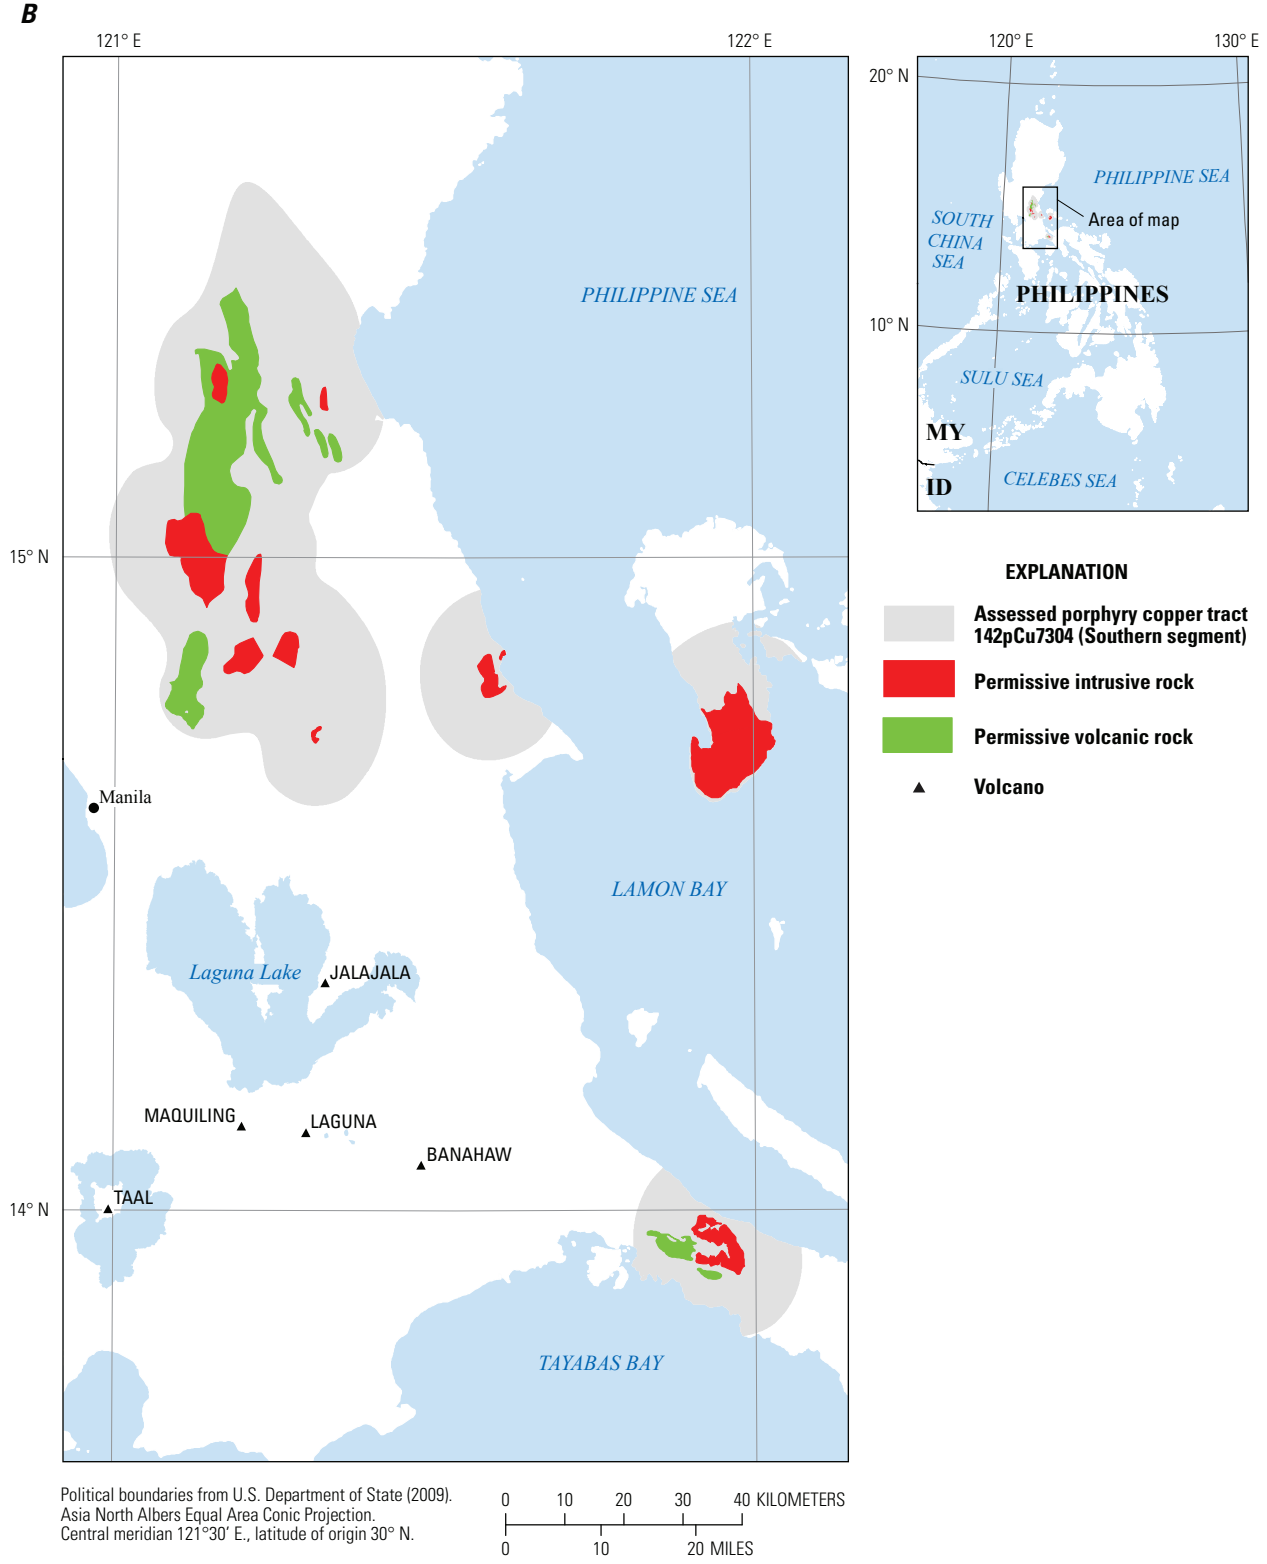 B
121° E
122° E
120° E
130° E
20° N
10° N
15° N
14° N
PHILIPPINE SEA
LAMON BAY
TAYABAS BAY
Manila
Laguna Lake
JALAJALA
MAQUILING
LAGUNA
BANAHAW
TAAL
PHILIPPINE SEA
Area of map
SOUTH
CHINA
SEA
PHILIPPINES
SULU SEA
MY
ID
CELEBES SEA
EXPLANATION
Assessed porphyry copper tract
142pCu7304 (Southern segment)
Permissive intrusive rock
Permissive volcanic rock
Volcano
Political boundaries from U.S. Department of State (2009).
Asia North Albers Equal Area Conic Projection.
Central meridian 121°30′ E., latitude of origin 30° N.
0 10 20 30 40 KILOMETERS
0 10 20 MILES